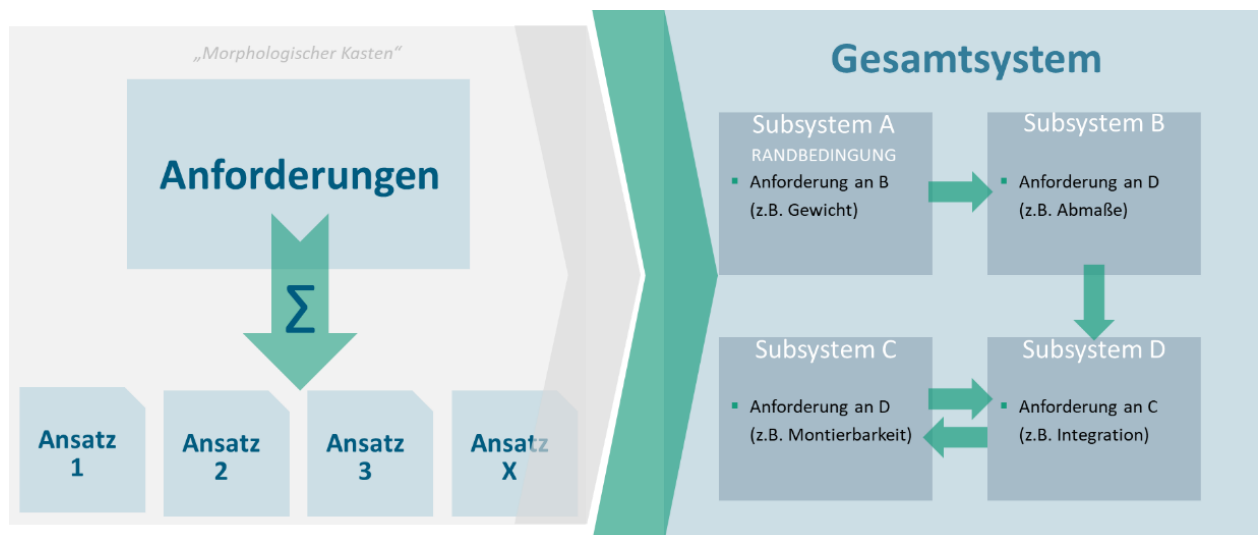 „Morphologischer Kasten“
Anforderungen
Σ
Ansatz
1
Ansatz
2
Ansatz
3
Ansatz
X
Gesamtsystem
Subsystem A
RANDBEDINGUNG
▪ Anforderung an B
(z.B. Gewicht)
Subsystem B
▪ Anforderung an D
(z.B. Abmaße)
Subsystem C
▪ Anforderung an D
(z.B. Montierbarkeit)
Subsystem D
▪ Anforderung an C
(z.B. Integration)